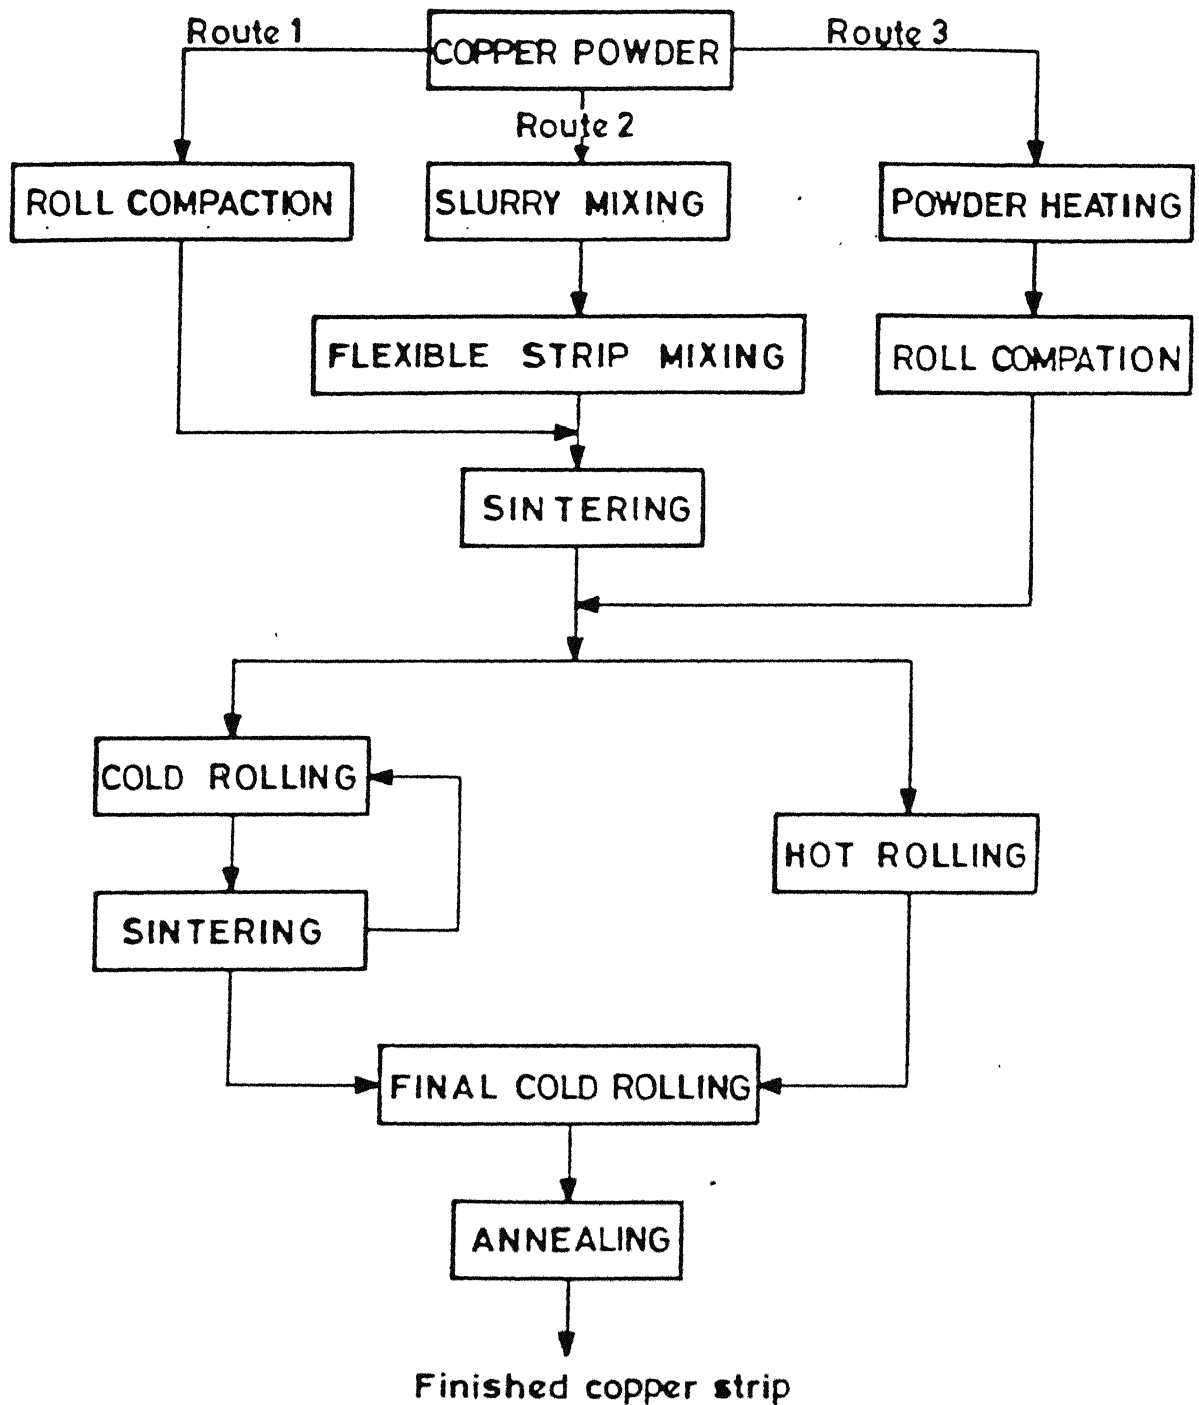 Route 1
COPPER POWDER
Route 3
Route 2
ROLL COMPACTION
SLURRY MIXING
POWDER HEATING
FLEXIBLE STRIP MIXING
ROLL COMPATION
SINTERING
COLD ROLLING
HOT ROLLING
SINTERING
FINAL COLD ROLLING
ANNEALING
Finished copper strip